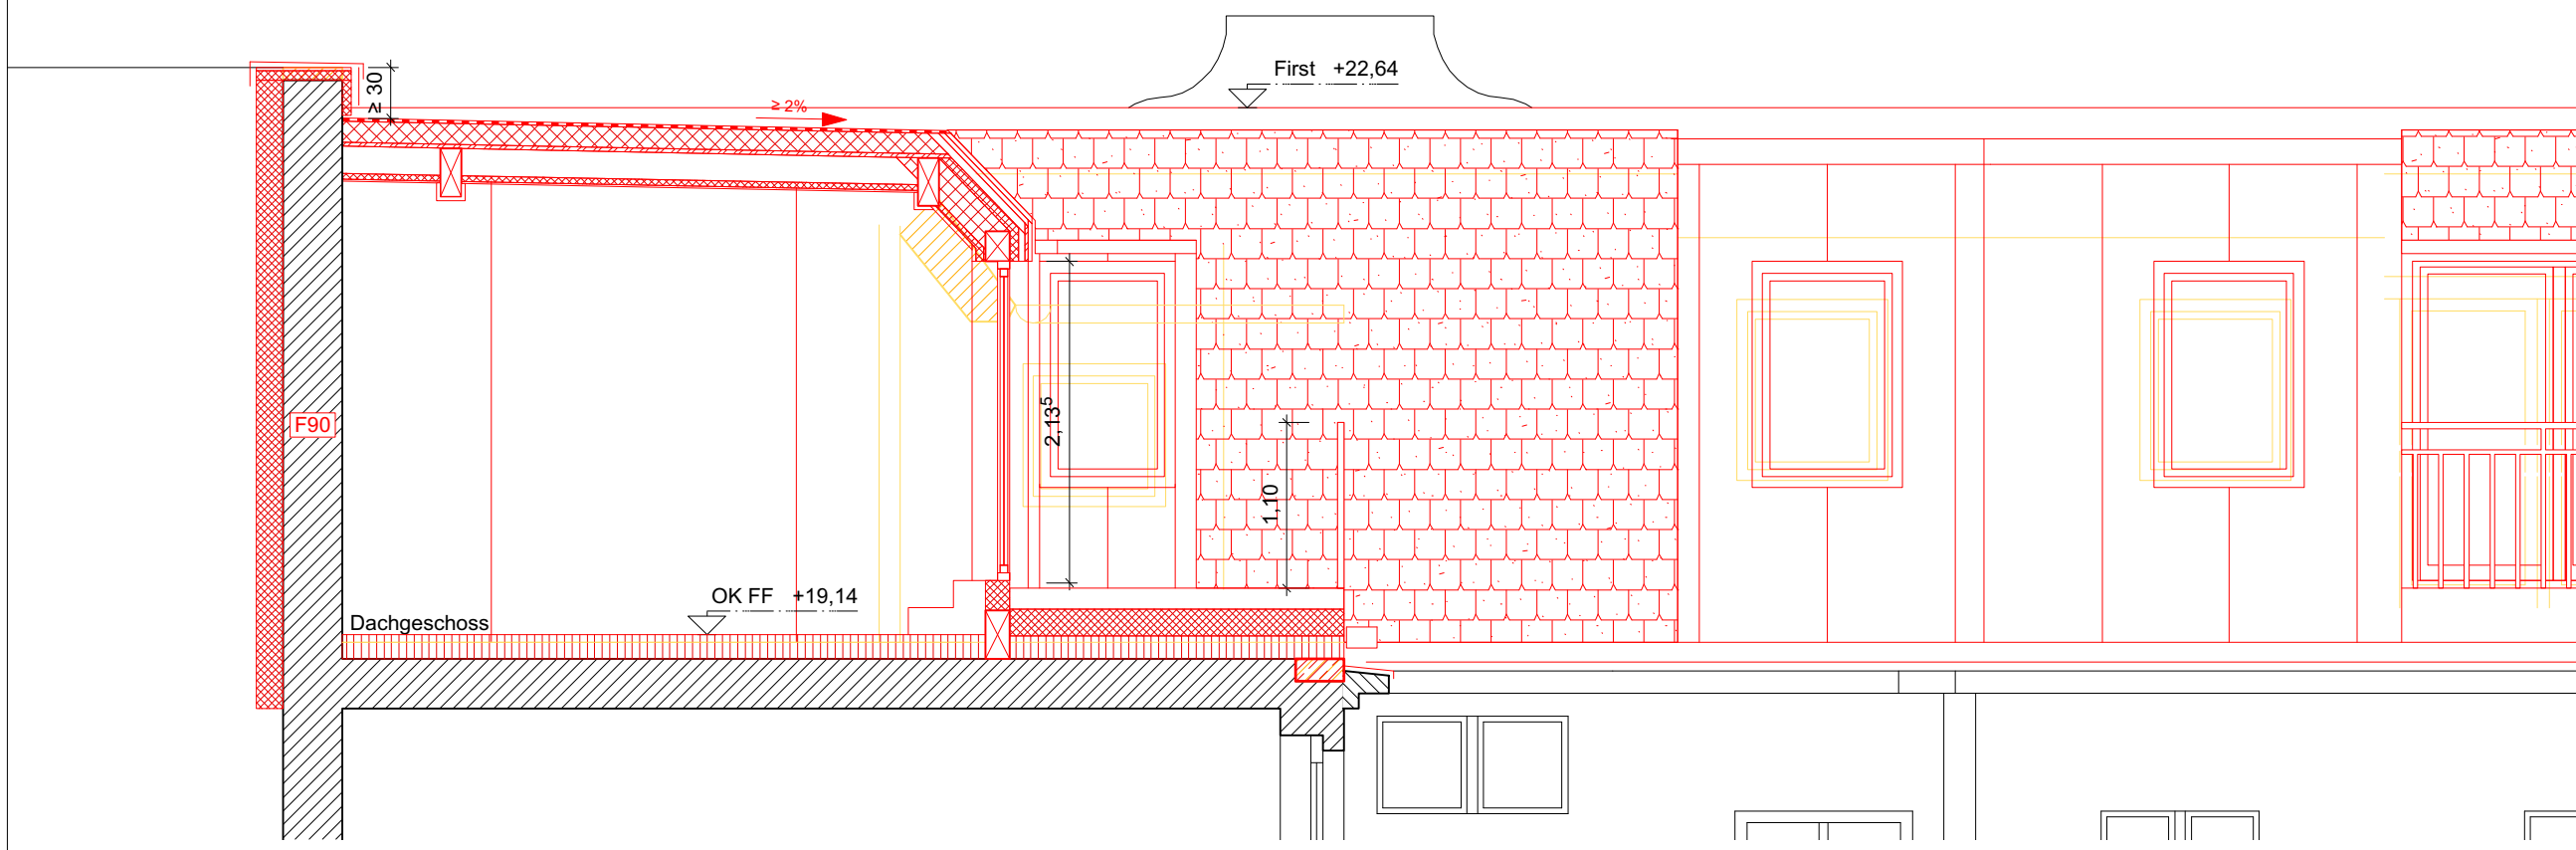 First +22,64
≥ 30
≥ 2%
F90
2,13⁵
1,10
OK FF +19,14
Dachgeschoss